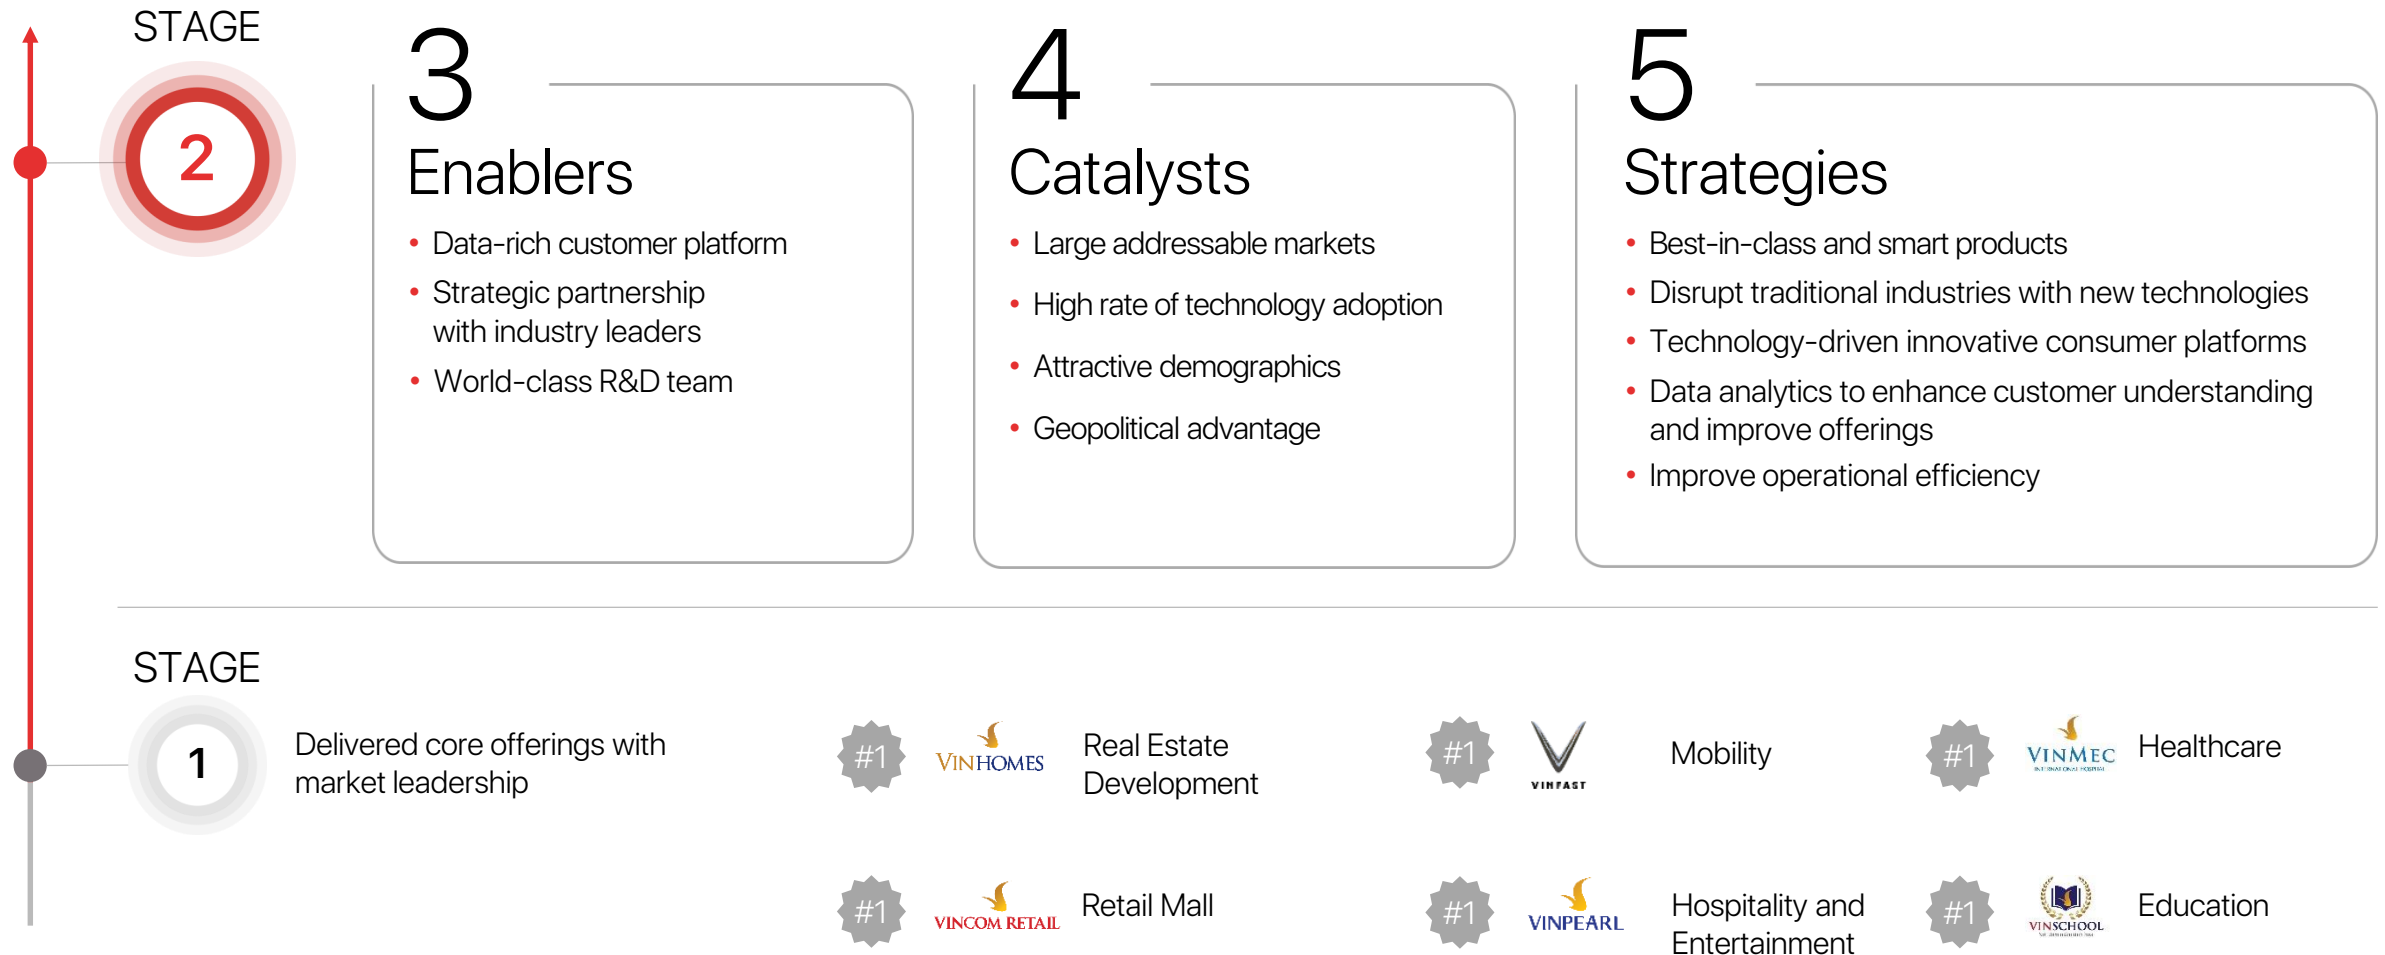 STAGE
2
3
Enablers
• Data-rich customer platform
• Strategic partnership
with industry leaders
• World-class R&D team
4
Catalysts
• Large addressable markets
• High rate of technology adoption
• Attractive demographics
• Geopolitical advantage
5
Strategies
• Best-in-class and smart products
• Disrupt traditional industries with new technologies
• Technology-driven innovative consumer platforms
• Data analytics to enhance customer understanding
and improve offerings
• Improve operational efficiency
STAGE
1
Delivered core offerings with
market leadership
#1
VINHOMES
Real Estate
Development
#1
VINFAST
Mobility
#1
VINMEC
INTERNATIONAL HOSPITAL
Healthcare
#1
VINCOM RETAIL
Retail Mall
#1
VINPEARL
Hospitality and
Entertainment
#1
VINSCHOOL
Education